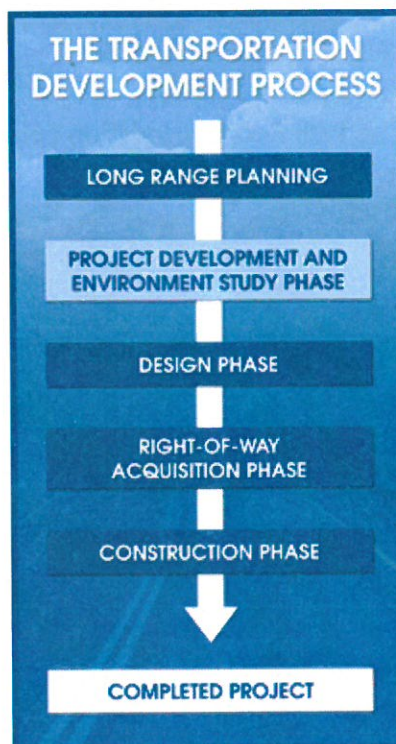 THE TRANSPORTATION
DEVELOPMENT PROCESS
LONG RANGE PLANNING
PROJECT DEVELOPMENT AND
ENVIRONMENT STUDY PHASE
DESIGN PHASE
RIGHT-OF-WAY
ACQUISITION PHASE
CONSTRUCTION PHASE
COMPLETED PROJECT